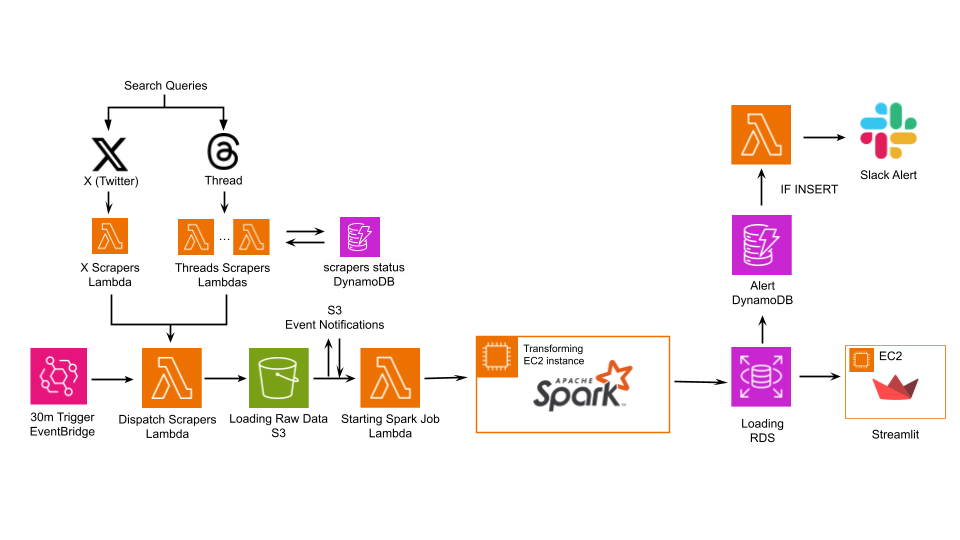 Search Queries
X (Twitter)
Thread
X Scrapers
Lambda
...
Threads Scrapers
Lambdas
scrapers status
DynamoDB
S3
Event Notifications
30m Trigger
EventBridge
Dispatch Scrapers
Lambda
Loading Raw Data
S3
Starting Spark Job
Lambda
Transforming
EC2 instance
APACHE
Spark™
Loading
RDS
Alert
DynamoDB
IF INSERT
Slack Alert
EC2
Streamlit